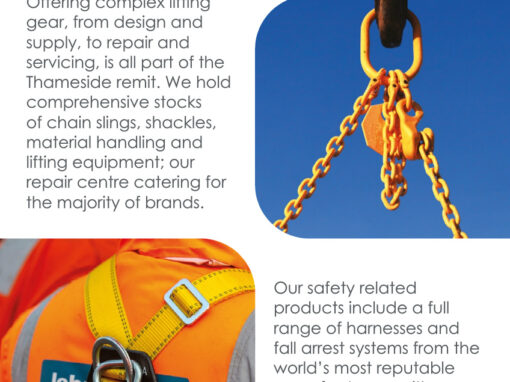 Offering complex lifting
gear, from design and
supply, to repair and
servicing, is all part of the
Thameside remit. We hold
comprehensive stocks
of chain slings, shackles,
material handling and
lifting equipment; our
repair centre catering for
the majority of brands.
Our safety related
products include a full
range of harnesses and
fall arrest systems from the
world's most reputable
A